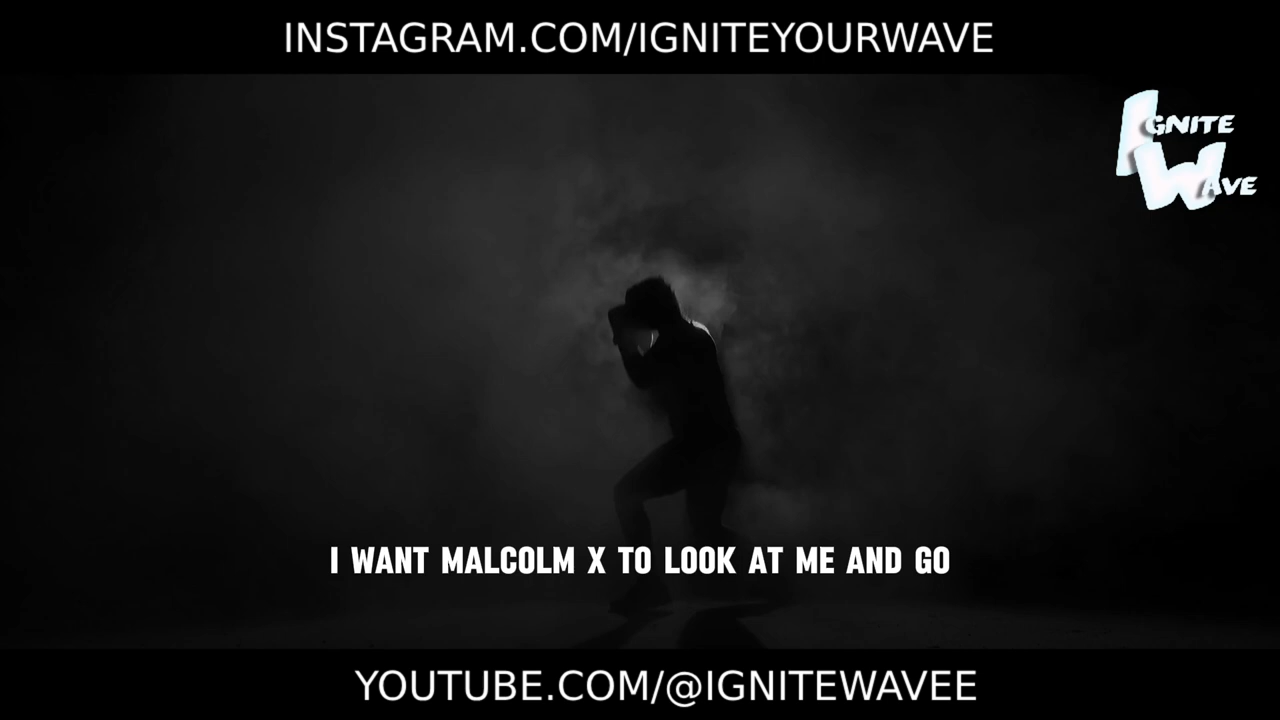 INSTAGRAM.COM/IGNITEYOURWAVE
IGNITE
WAVE
I WANT MALCOLM X TO LOOK AT ME AND GO
YOUTUBE.COM/@IGNITEWAVEE